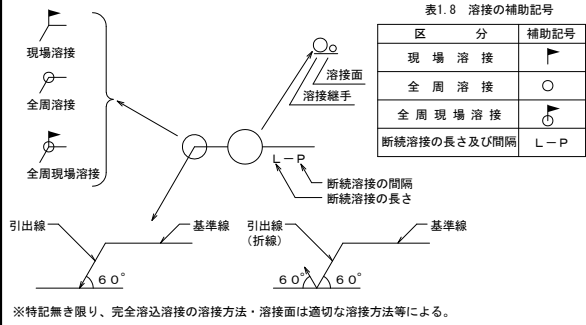 表1.8 溶接の補助記号
区 分 補助記号
現場溶接
全周溶接
全周現場溶接
断続溶接の長さ及び間隔 L－P
現場溶接
全周溶接
全周現場溶接
溶接面
溶接継手
L－P
断続溶接の間隔
断続溶接の長さ
引出線
基準線
60°
引出線
(折線)
基準線
60° 60°
※特記無き限り、完全溶込溶接の溶接方法・溶接面は適切な溶接方法等による。